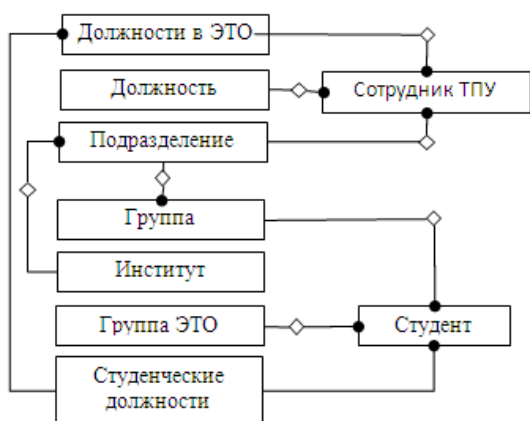 Должности в ЭТО
Должность
Сотрудник ТПУ
Подразделение
Группа
Институт
Группа ЭТО
Студент
Студенческие
должности